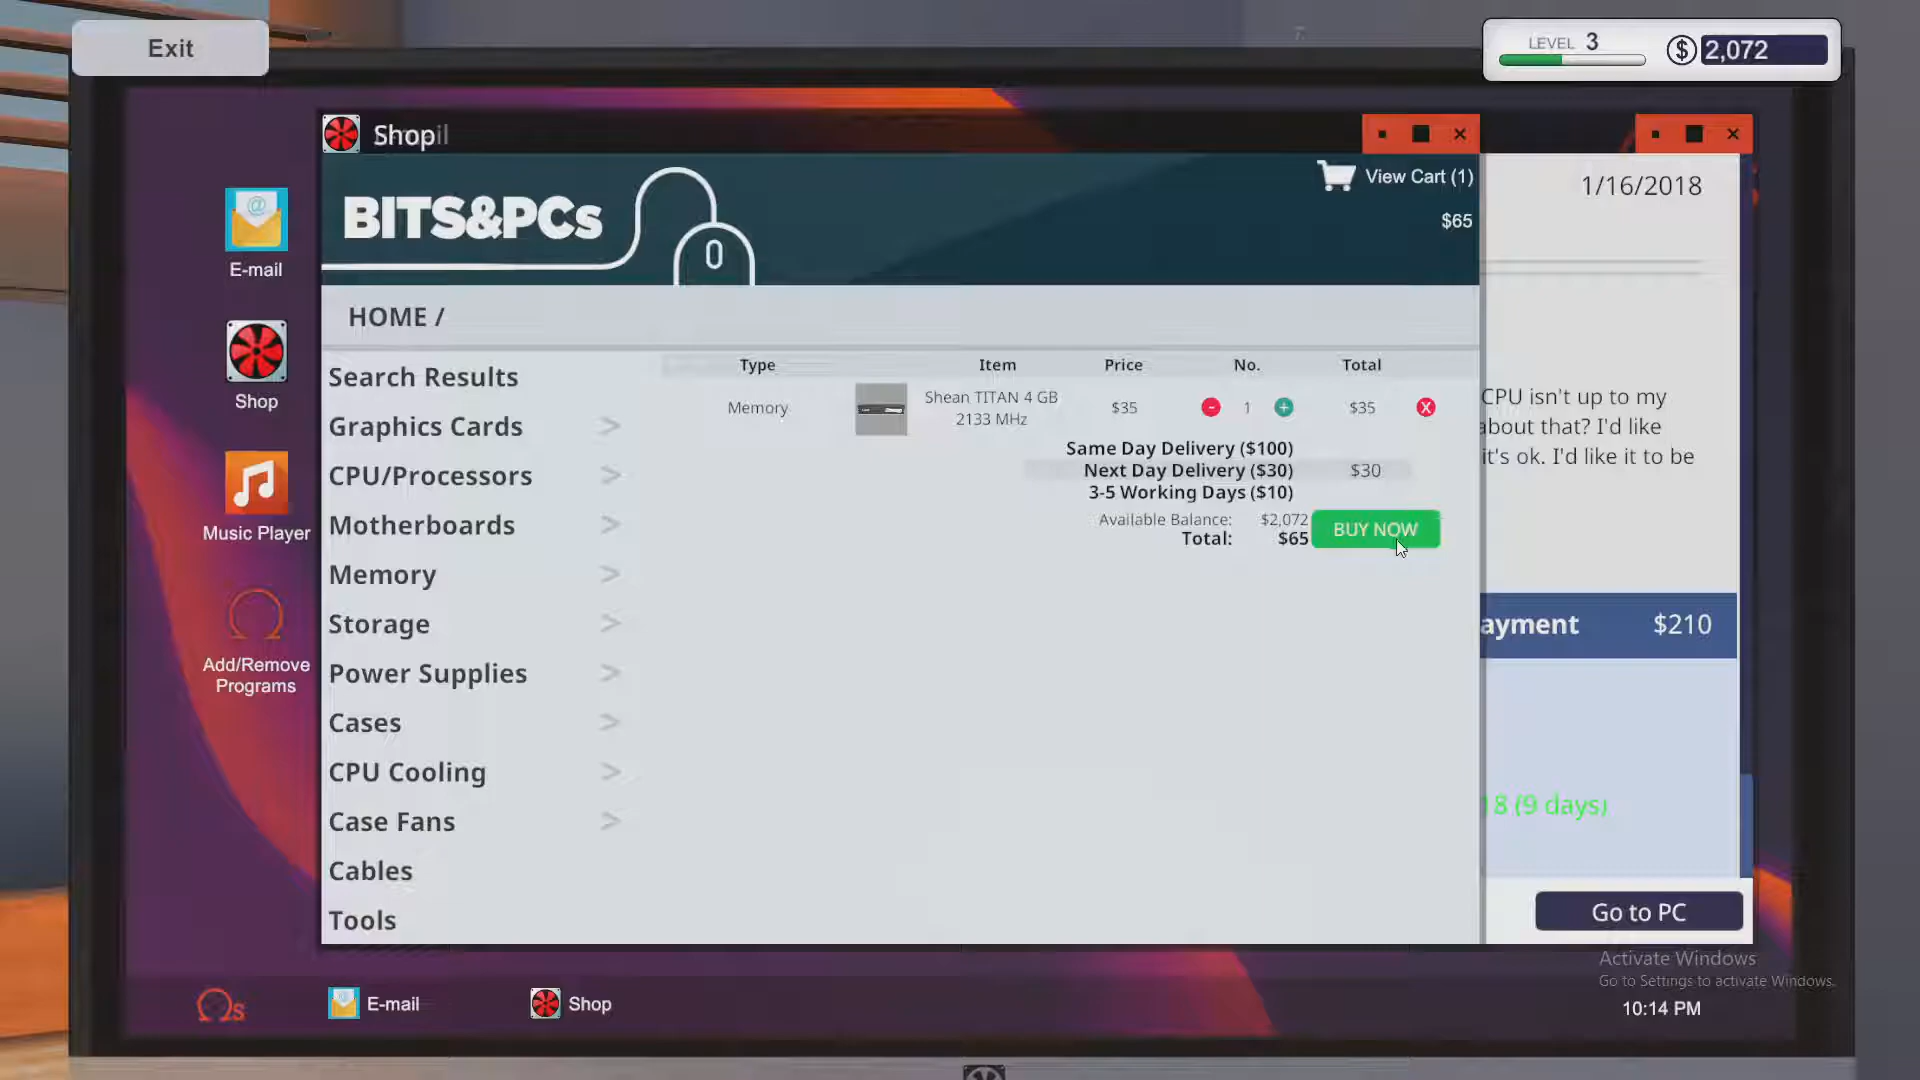 Exit
LEVEL 3
$ 2,072
Shop
BITS&PCs
View Cart (1)
$65
1/16/2018
HOME /
E-mail
Shop
Music Player
Add/Remove
Programs
Search Results
Graphics Cards >
CPU/Processors >
Motherboards >
Memory >
Storage >
Power Supplies >
Cases >
CPU Cooling >
Case Fans >
Cables
Tools
Type Item Price No. Total
Memory Shean TITAN 4 GB
2133 MHz $35 - 1 + $35 X
Same Day Delivery ($100)
Next Day Delivery ($30) $30
3-5 Working Days ($10)
Available Balance: $2,072
Total: $65
BUY NOW
CPU isn't up to my
about that? I'd like
it's ok. I'd like it to be
ayment $210
18 (9 days)
Go to PC
Activate Windows
Go to Settings to activate Windows.
Ωs
E-mail
Shop
10:14 PM